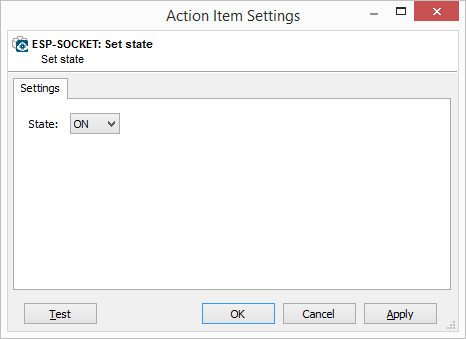 Action Item Settings
ESP-SOCKET: Set state
Set state
Settings
State: ON
Test OK Cancel Apply